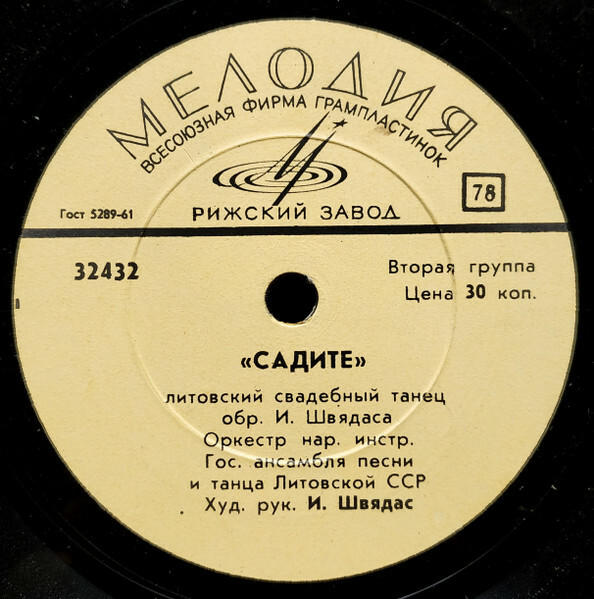 МЕЛОДИЯ
ВСЕСОЮЗНАЯ ФИРМА ГРАМПЛАСТИНОК
РИЖСКИЙ ЗАВОД
78
Гост 5289-61
32432
Вторая группа
Цена 30 коп.
«САДИТЕ»
литовский свадебный танец
обр. И. Швядаса
Оркестр нар. инстр.
Гос. ансамбля песни
и танца Литовской ССР
Худ. рук. И. Швядас